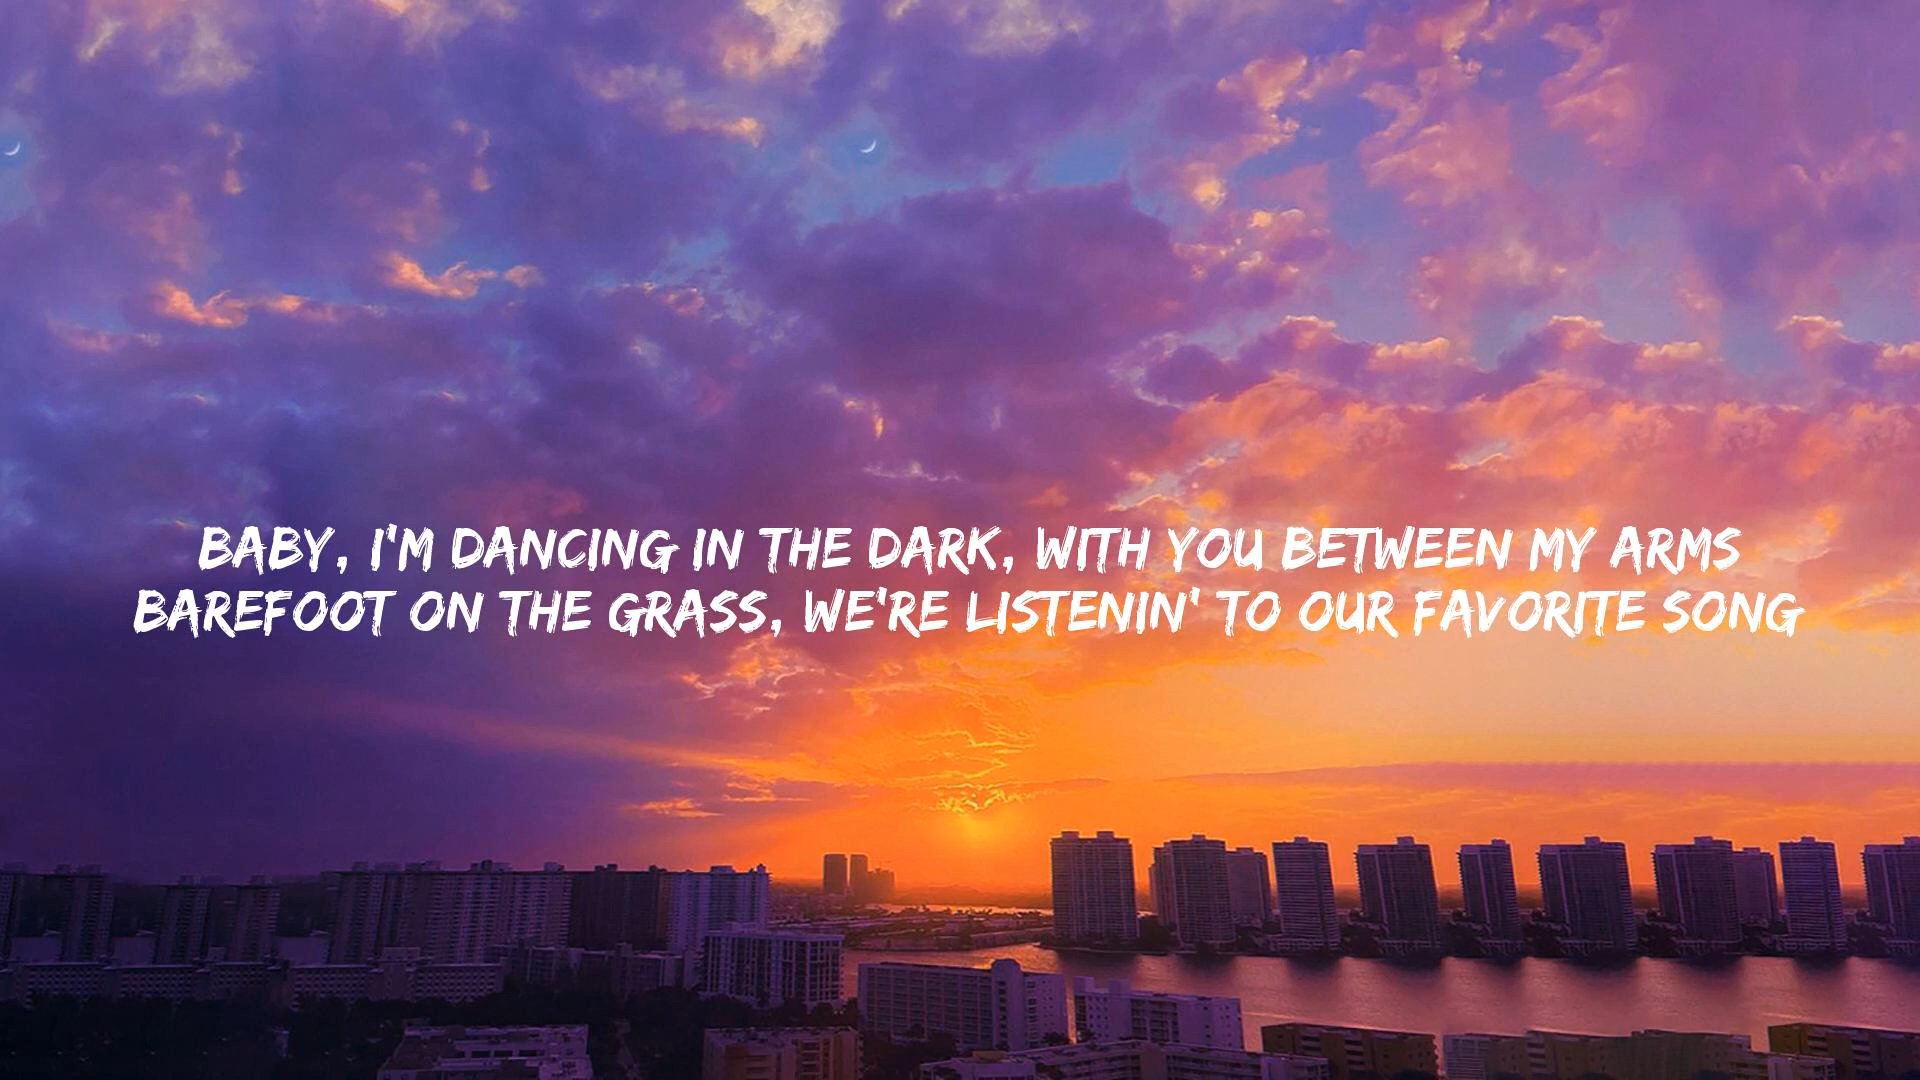 BABY, I'M DANCING IN THE DARK, WITH YOU BETWEEN MY ARMS
BAREFOOT ON THE GRASS, WE'RE LISTENIN' TO OUR FAVORITE SONG